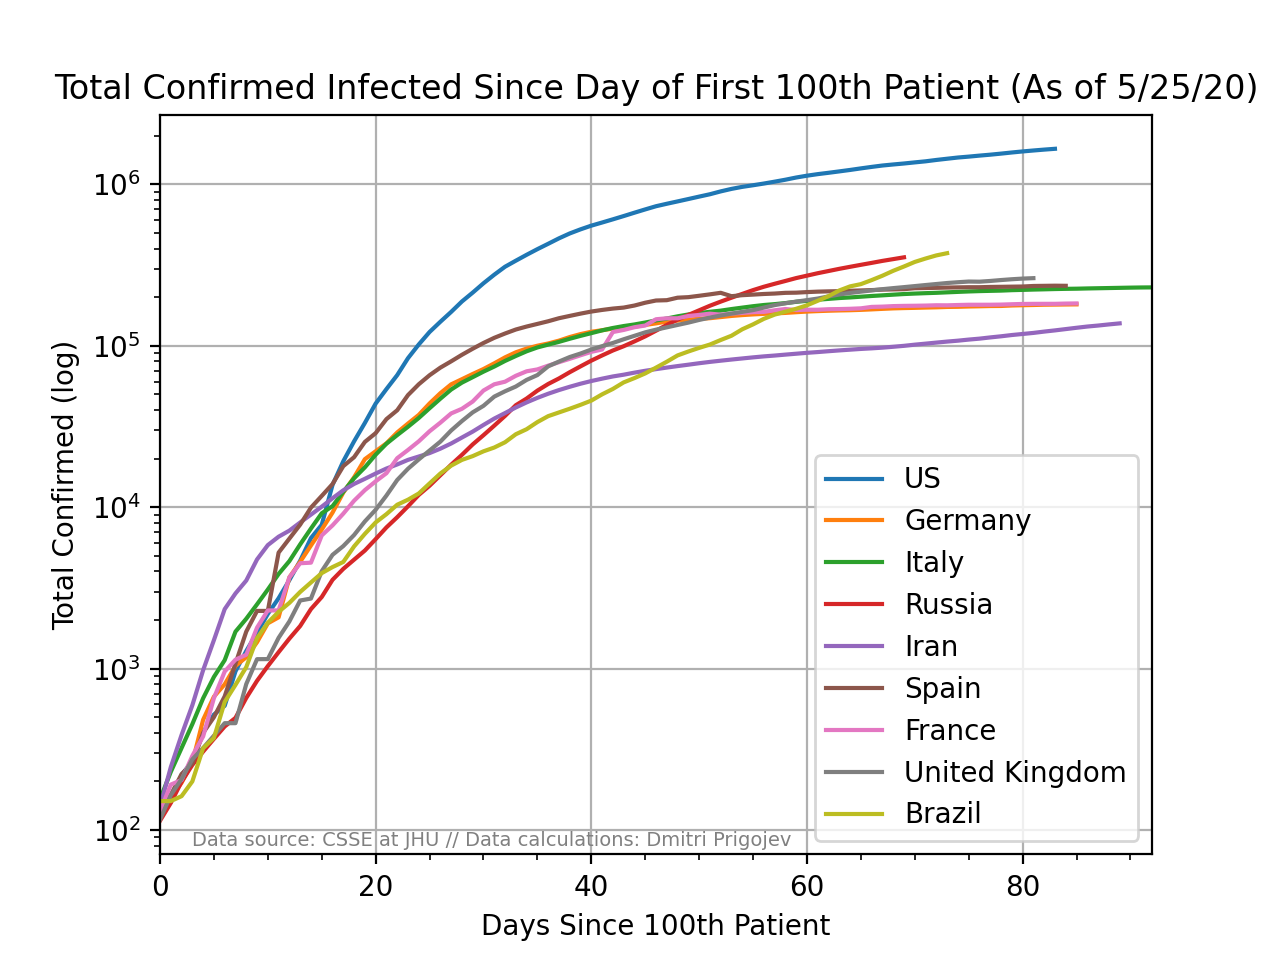 Total Confirmed Infected Since Day of First 100th Patient (As of 5/25/20)
Total Confirmed (log)
10^6
10^5
10^4
10^3
10^2
US
Germany
Italy
Russia
Iran
Spain
France
United Kingdom
Brazil
Data source: CSSE at JHU // Data calculations: Dmitri Prigojev
0 20 40 60 80
Days Since 100th Patient